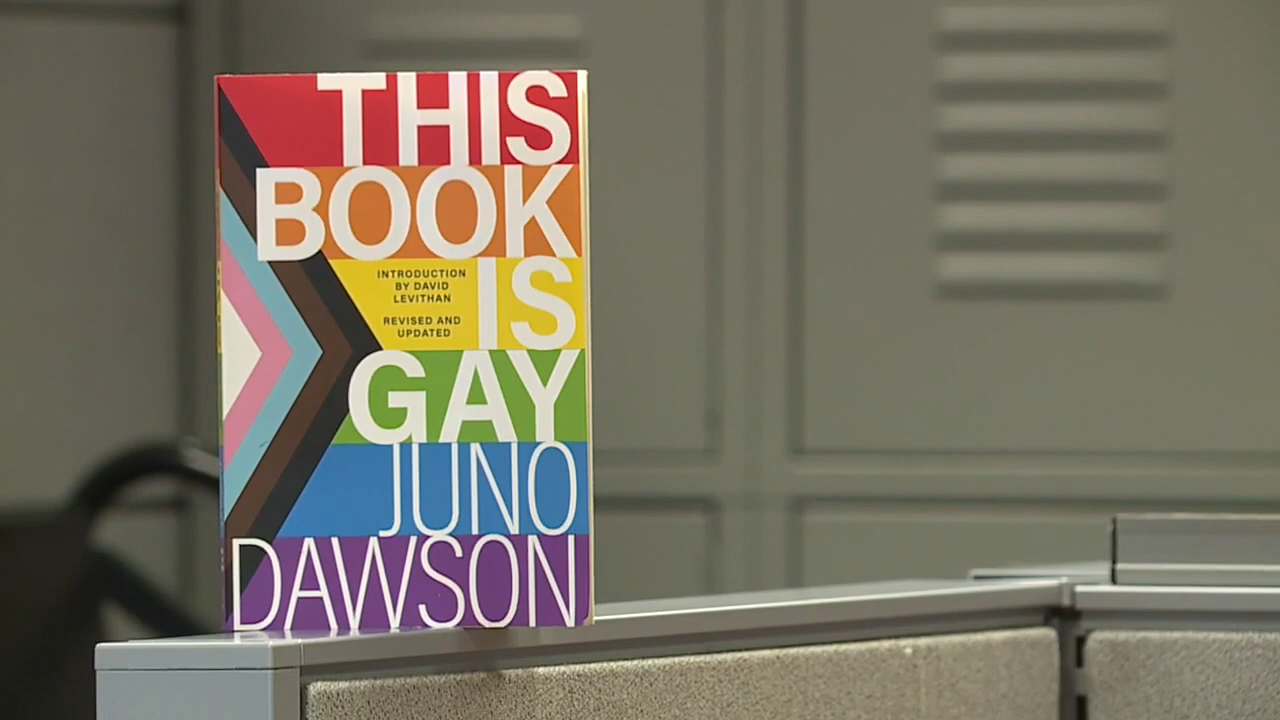 THIS
BOOK
IS
INTRODUCTION
BY DAVID
LEVITHAN
REVISED AND
UPDATED
GAY
JUNO
DAWSON